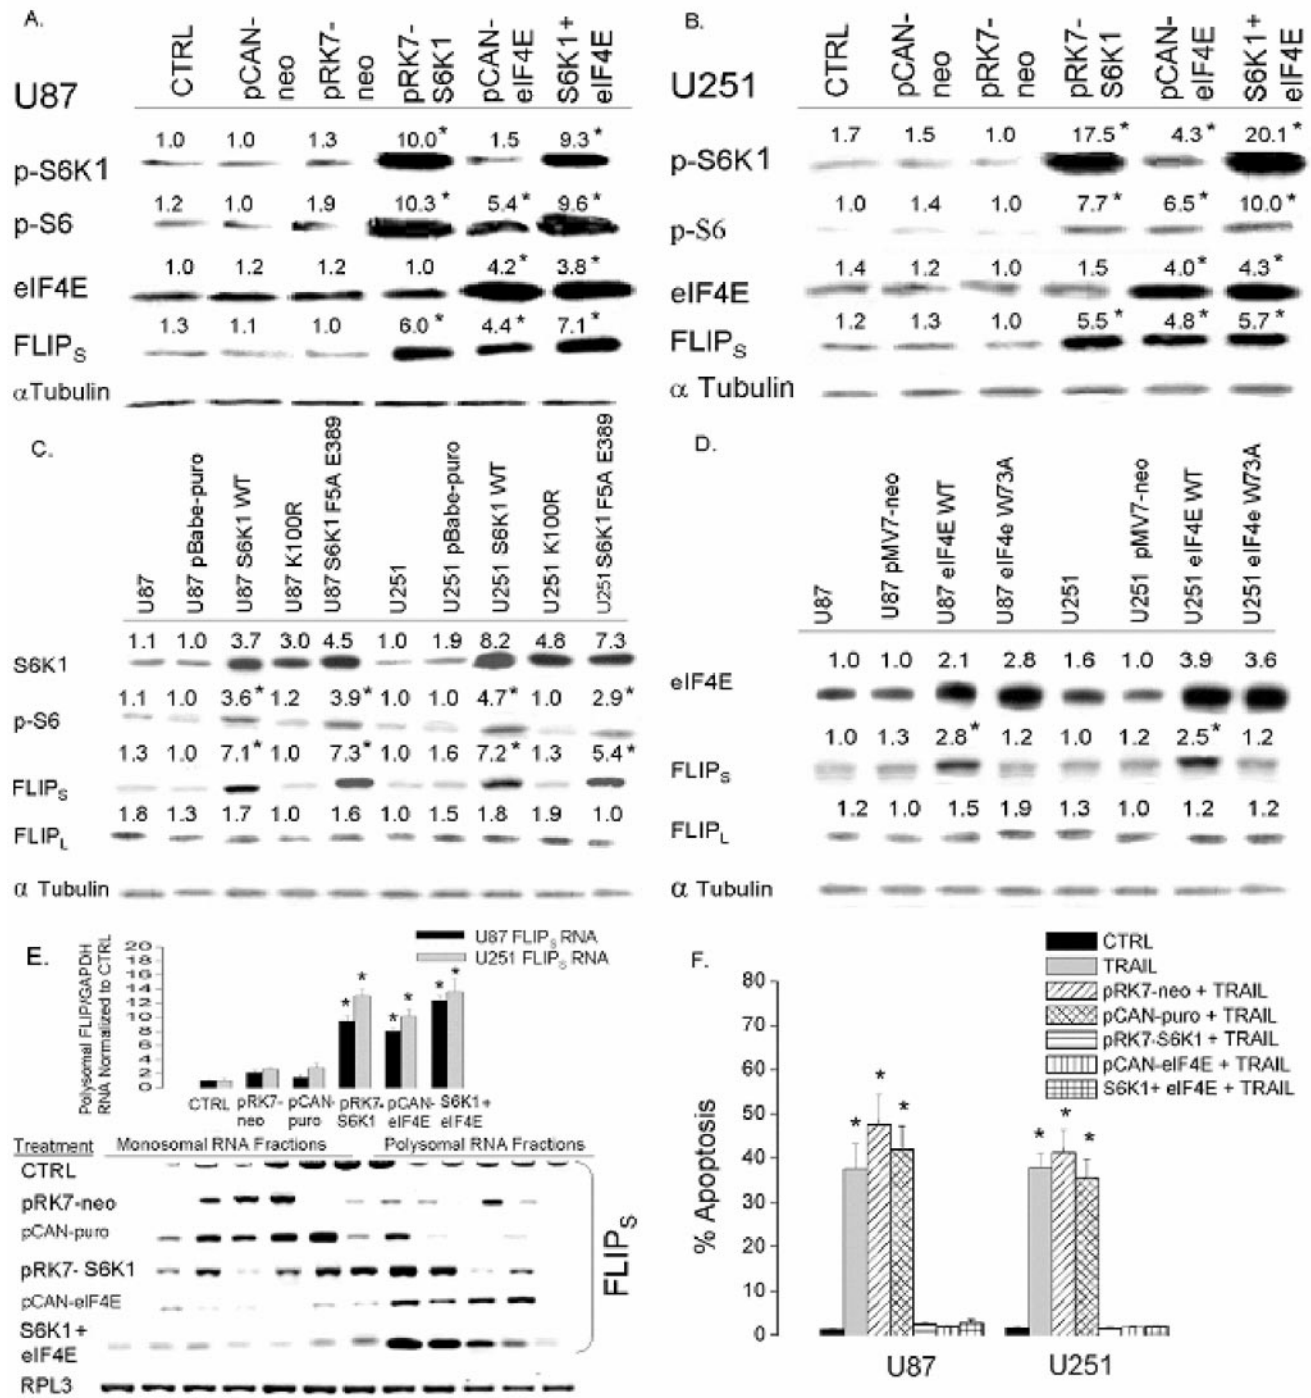 A.
U87
CTRL
pCAN-neo
pRK7-neo
pRK7-S6K1
pCAN-eIF4E
S6K1+ eIF4E
1.0 1.0 1.3 10.0* 1.5 9.3*
p-S6K1
1.2 1.0 1.9 10.3* 5.4* 9.6*
p-S6
1.0 1.2 1.2 1.0 4.2* 3.8*
eIF4E
1.3 1.1 1.0 6.0* 4.4* 7.1*
FLIPS
αTubulin
B.
U251
CTRL
pCAN-neo
pRK7-neo
pRK7-S6K1
pCAN-eIF4E
S6K1+ eIF4E
1.7 1.5 1.0 17.5* 4.3* 20.1*
p-S6K1
1.0 1.4 1.0 7.7* 6.5* 10.0*
p-S6
1.4 1.2 1.0 1.5 4.0* 4.3*
eIF4E
1.2 1.3 1.0 5.5* 4.8* 5.7*
FLIPS
α Tubulin
C.
U87
U87 pBabe-puro
U87 S6K1 WT
U87 K100R
U87 S6K1 F5A E389
U251
U251 pBabe-puro
U251 S6K1 WT
U251 K100R
U251 S6K1 F5A E389
1.1 1.0 3.7 3.0 4.5 1.0 1.9 8.2 4.8 7.3
S6K1
1.1 1.0 3.6* 1.2 3.9* 1.0 1.0 4.7* 1.0 2.9*
p-S6
1.3 1.0 7.1* 1.0 7.3* 1.0 1.6 7.2* 1.3 5.4*
FLIPS
1.8 1.3 1.7 1.0 1.6 1.0 1.5 1.8 1.9 1.0
FLIPL
α Tubulin
D.
U87
U87 pMV7-neo
U87 eIF4E WT
U87 eIF4e W73A
U251
U251 pMV7-neo
U251 eIF4E WT
U251 eIF4e W73A
1.0 1.0 2.1 2.8 1.6 1.0 3.9 3.6
eIF4E
1.0 1.3 2.8* 1.2 1.0 1.2 2.5* 1.2
FLIPS
1.2 1.0 1.5 1.9 1.3 1.0 1.2 1.2
FLIPL
α Tubulin
E.
Polysomal FLIP/GAPDH
RNA Normalized to CTRL
20
18
16
14
12
10
8
6
4
2
0
U87 FLIPS RNA
U251 FLIPS RNA
* * * * * *
CTRL pRK7-neo pCAN-puro pRK7-S6K1 pCAN-eIF4E S6K1+ eIF4E
Treatment Monosomal RNA Fractions Polysomal RNA Fractions
CTRL
pRK7-neo
pCAN-puro
pRK7- S6K1
pCAN-eIF4E
S6K1 +
eIF4E
RPL3
FLIPS
F.
CTRL
TRAIL
pRK7-neo + TRAIL
pCAN-puro + TRAIL
pRK7-S6K1 + TRAIL
pCAN-eIF4E + TRAIL
S6K1+ eIF4E + TRAIL
% Apoptosis
80
70
60
50
40
30
20
10
0
* * * * * *
U87 U251